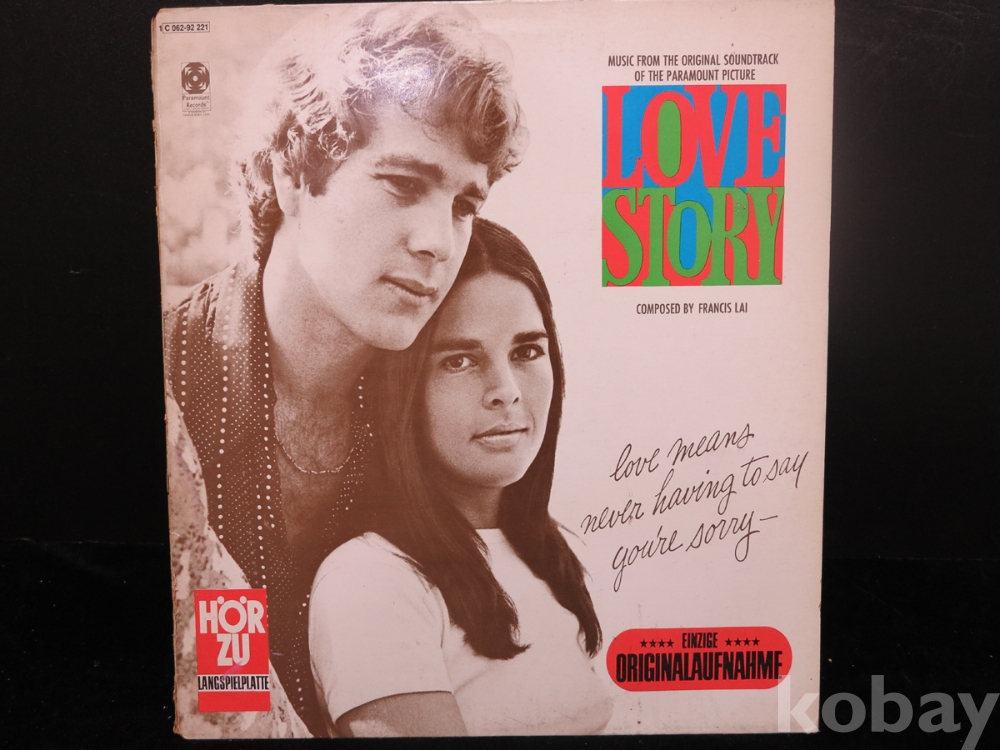 1 C 062-92 221
Paramount
Records
MUSIC FROM THE ORIGINAL SOUNDTRACK
OF THE PARAMOUNT PICTURE
LOVE
STORY
COMPOSED BY FRANCIS LAI
love means
never having to say
you're sorry—
HÖR
ZU
LANGSPIELPLATTE
★★★★ EINZIGE ★★★★
ORIGINALAUFNAHME
kobay